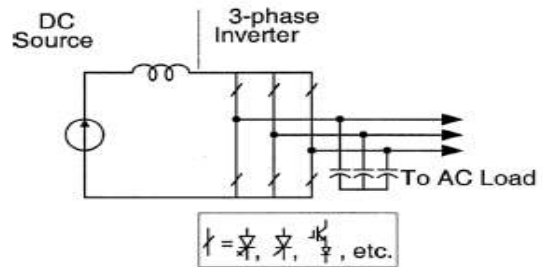 DC
Source
3-phase
Inverter
To AC Load
= , , , etc.